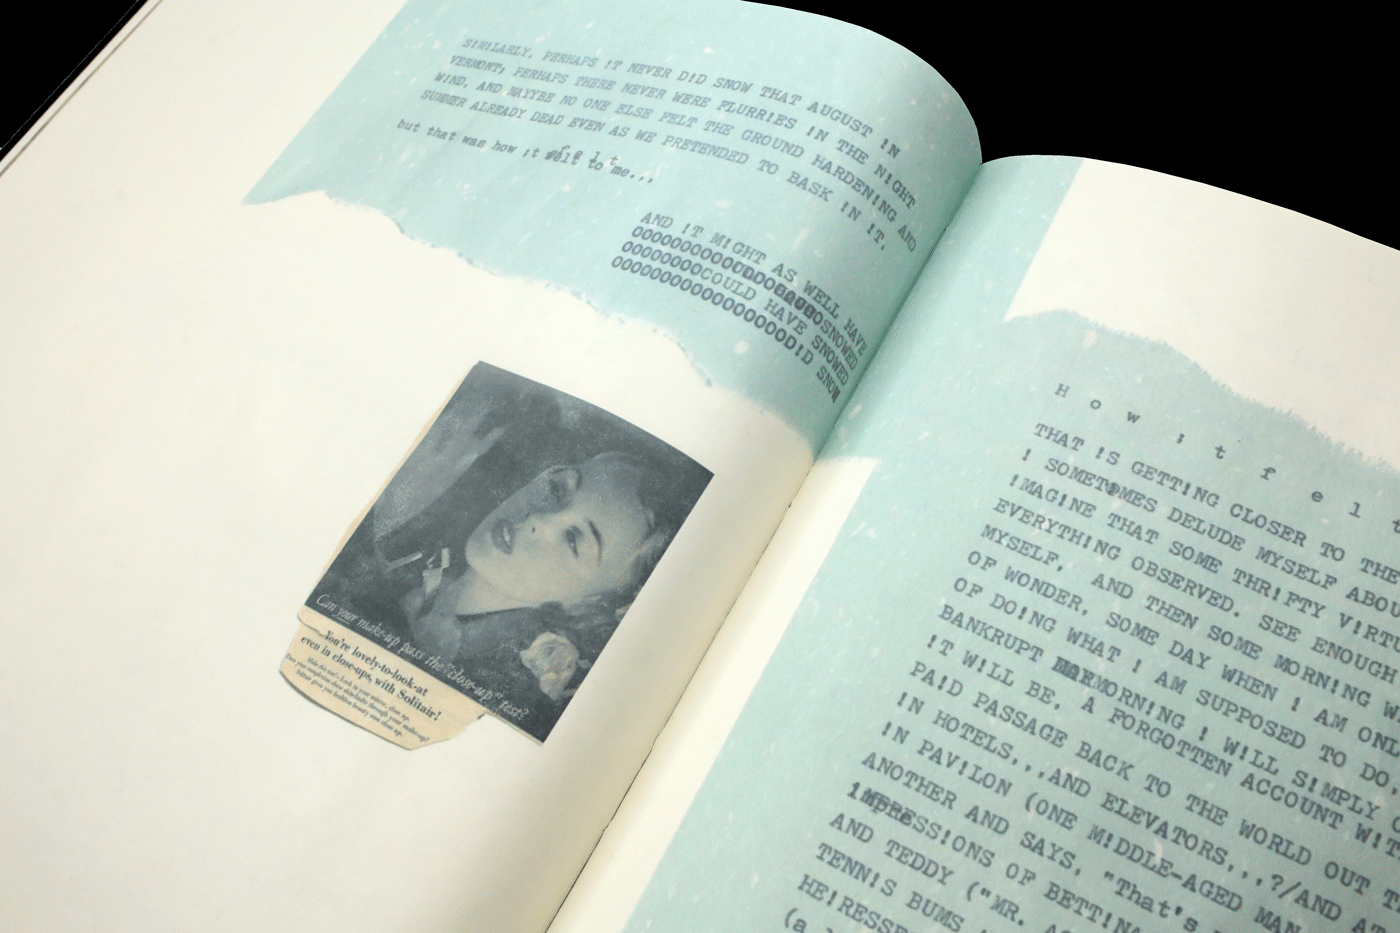 S!M!LARLY, PERHAPS !T NEVER D!D SNOW THAT AUGUST !N
VERMONT; PERHAPS THERE NEVER WERE FLURR!ES !N THE N!GHT
W!ND, AND MAYYBE NO ONE ELSE FELT THE GROUND HARDEN!NG AND
SUMMER ALREADY DEAD EVEN AS WE PRETENDED TO BASK !N !T.
but that was how ;t felt to me...
AND !T M!GHT AS WELL HAVE
SNOWED
OOOOOOOOCOULD HAVE SNOWED
OOOOOOOOOOOOOOOOD!D SNOW
Can your make-up pass the "close-up" test?
You're lovely-to-look-at
even in close-ups, with Solitair!
H o w ; t f e l t
THAT !S GETT!NG CLOSER TO THE
! SOMET!MES DELUDE MYSELF ABOU
!MAG!NE THAT SOME THR!FTY V!RTU
EVERYTH!NG OBSERVED. SEE ENOUGH
MYSELF. AND THEN SOME MORN!NG W
OF WONDER, SOME DAY WHEN ! AM ONL
OF DO!NG WHAT ! AM SUPPOSED TO DO,
BANKRUPT MORN!NG ! W!LL S!MPLY
!T W!LL BE. A FORGOTTEN ACCOUNT W!T
PA!D PASSAGE BACK TO THE WORLD OUT T
!N HOTELS...AND ELEVATORS...?/AND AT
!N PAV!LON (ONE M!DDLE-AGED MAN
ANOTHER AND SAYS, "That's
!MPRESS!ONS OF BETT!NA
AND TEDDY ("MR.
TENN!S BUMS
HE!RESSE
(a